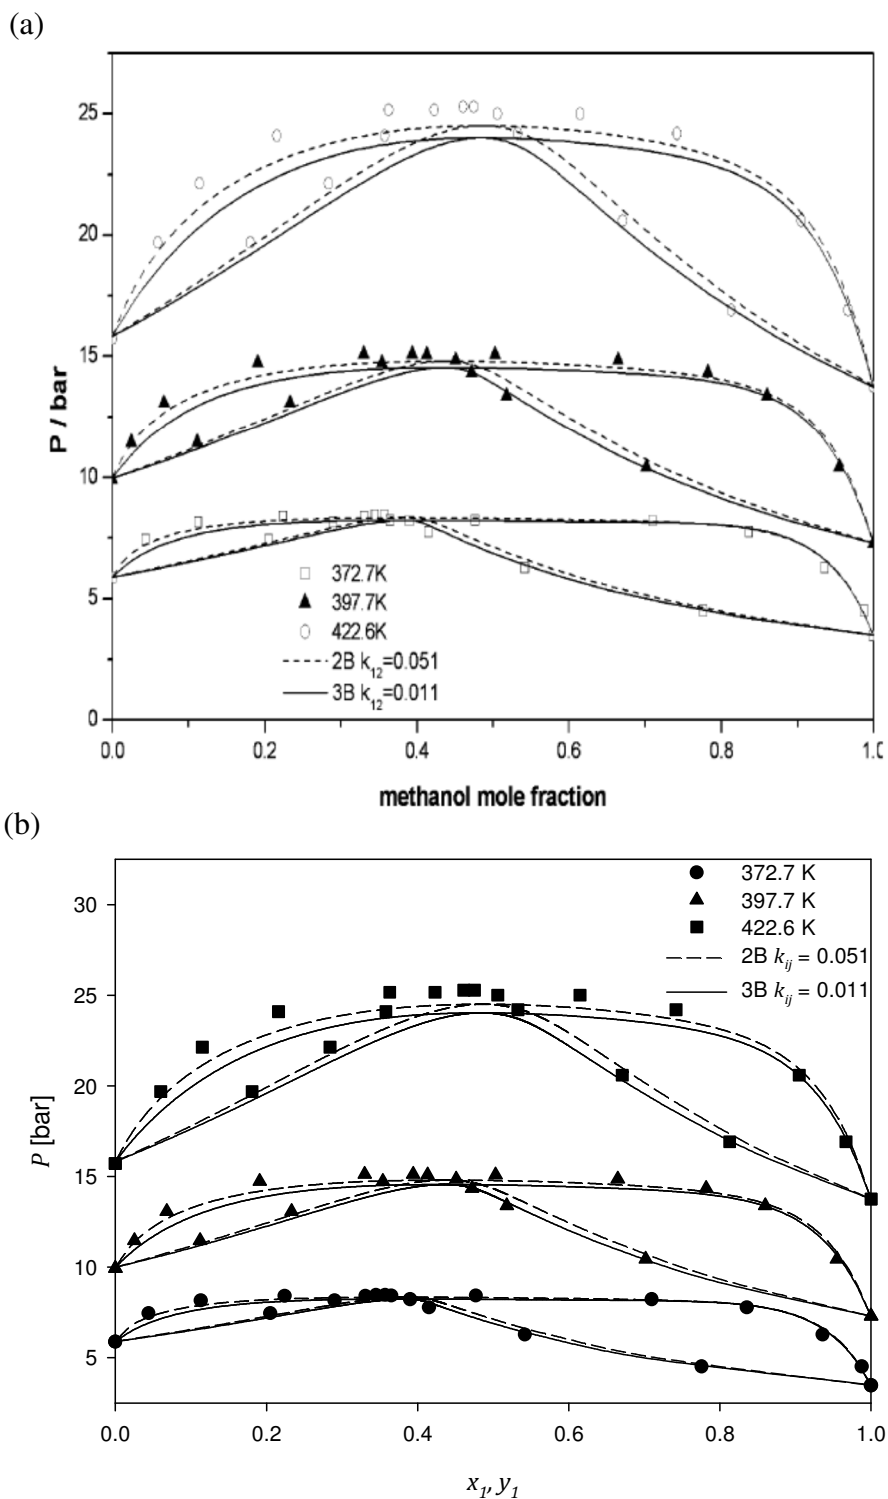 (a)
25
20
15
10
5
0
P / bar
372.7K
397.7K
422.6K
2B k12=0.051
3B k12=0.011
0.0 0.2 0.4 0.6 0.8 1.0
methanol mole fraction
(b)
30
25
20
15
10
5
P [bar]
372.7 K
397.7 K
422.6 K
2B kij = 0.051
3B kij = 0.011
0.0 0.2 0.4 0.6 0.8 1.0
x1, y1